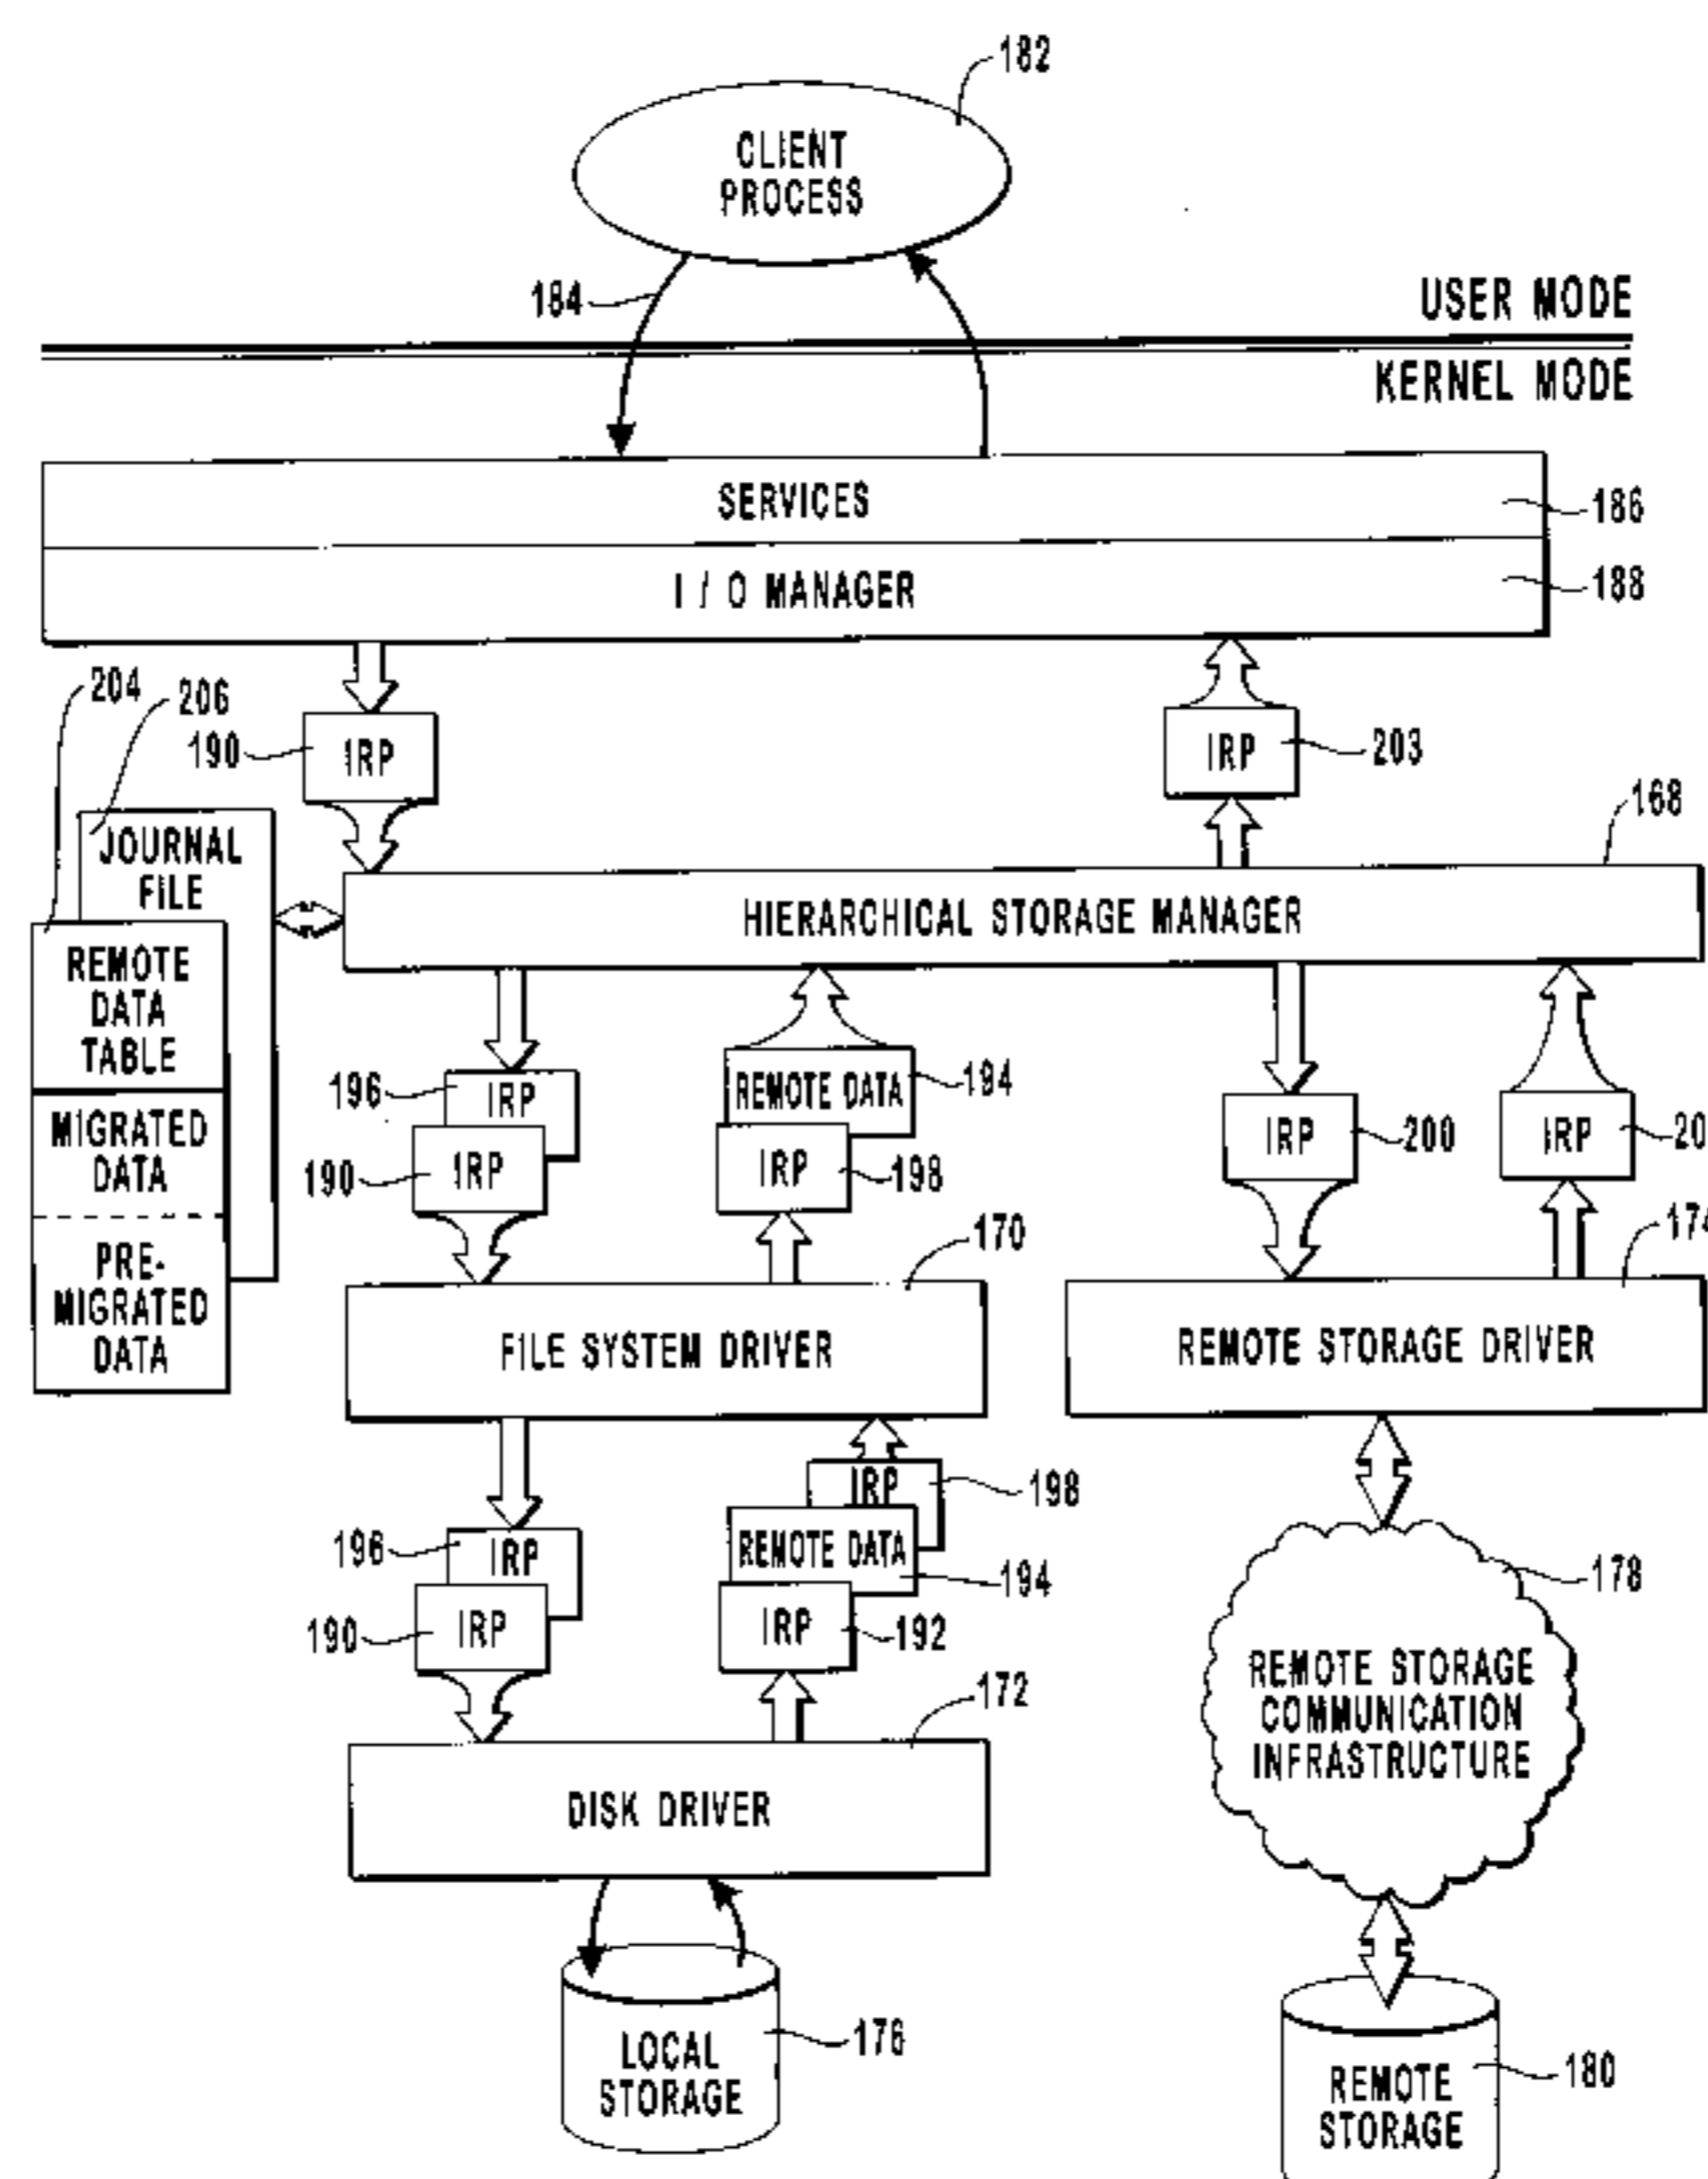 182
CLIENT
PROCESS
184
USER MODE
KERNEL MODE
SERVICES
186
I / O MANAGER
188
204
206
190
IRP
IRP
203
168
JOURNAL
FILE
HIERARCHICAL STORAGE MANAGER
REMOTE
DATA
TABLE
MIGRATED
DATA
PRE-
MIGRATED
DATA
196
IRP
190
IRP
REMOTE DATA
194
IRP
198
IRP
200
IRP
20
170
174
FILE SYSTEM DRIVER
REMOTE STORAGE DRIVER
196
IRP
190
IRP
IRP
198
REMOTE DATA
194
IRP
192
178
REMOTE STORAGE
COMMUNICATION
INFRASTRUCTURE
172
DISK DRIVER
LOCAL
STORAGE
176
REMOTE
STORAGE
180